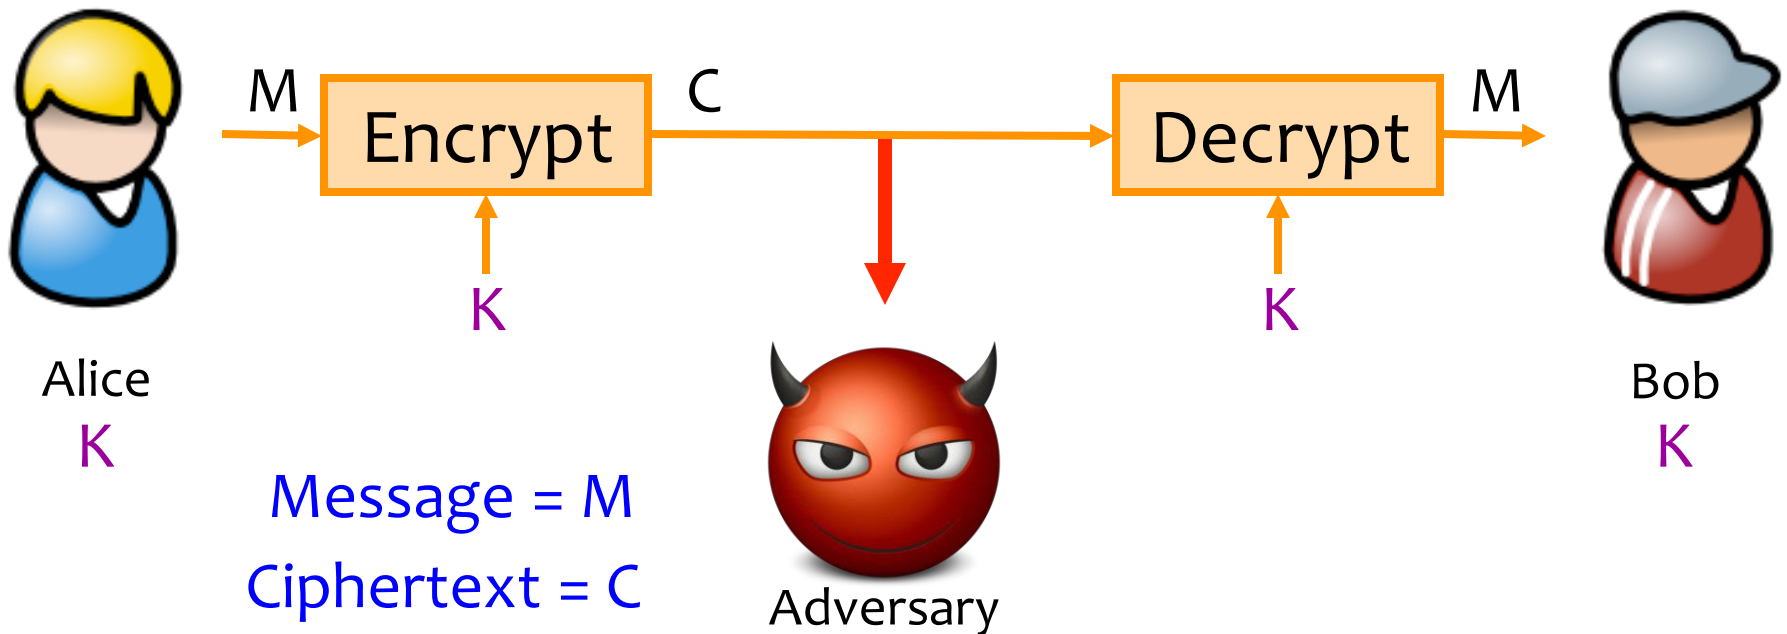 M
Encrypt
C
Decrypt
M
K
K
Alice
K
Bob
K
Message = M
Ciphertext = C
Adversary